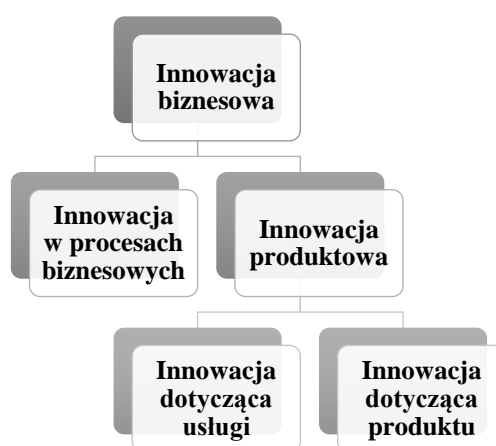 Innowacja
biznesowa
Innowacja
w procesach
biznesowych
Innowacja
produktowa
Innowacja
dotycząca
usługi
Innowacja
dotycząca
produktu